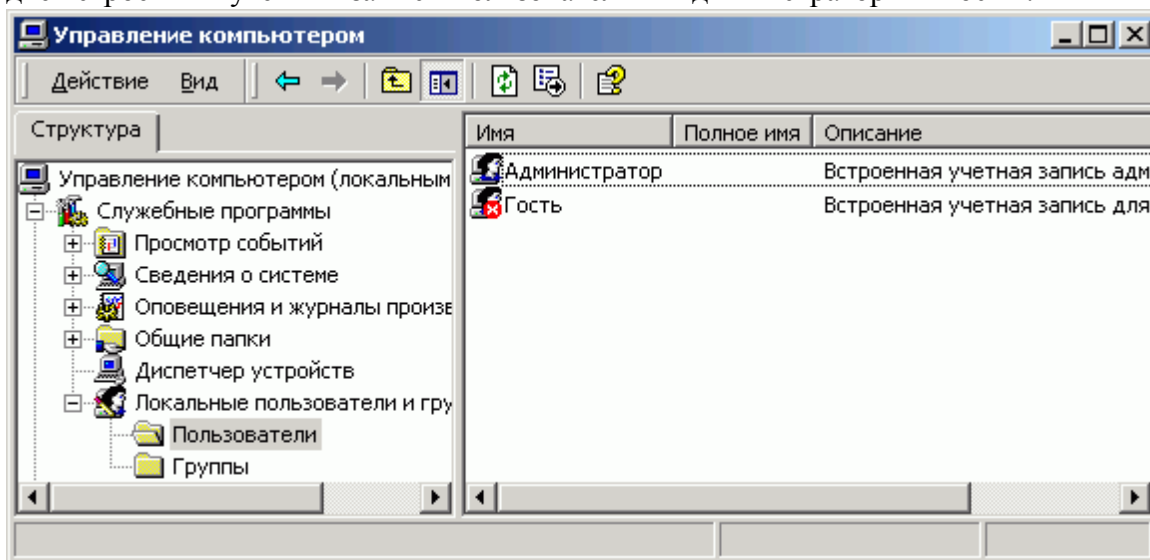 Управление компьютером
Действие Вид
Структура
Имя Полное имя Описание
Управление компьютером (локальным
Служебные программы
Просмотр событий
Сведения о системе
Оповещения и журналы произв
Общие папки
Диспетчер устройств
Локальные пользователи и гру
Пользователи
Группы
Администратор Встроенная учетная запись адм
Гость Встроенная учетная запись для